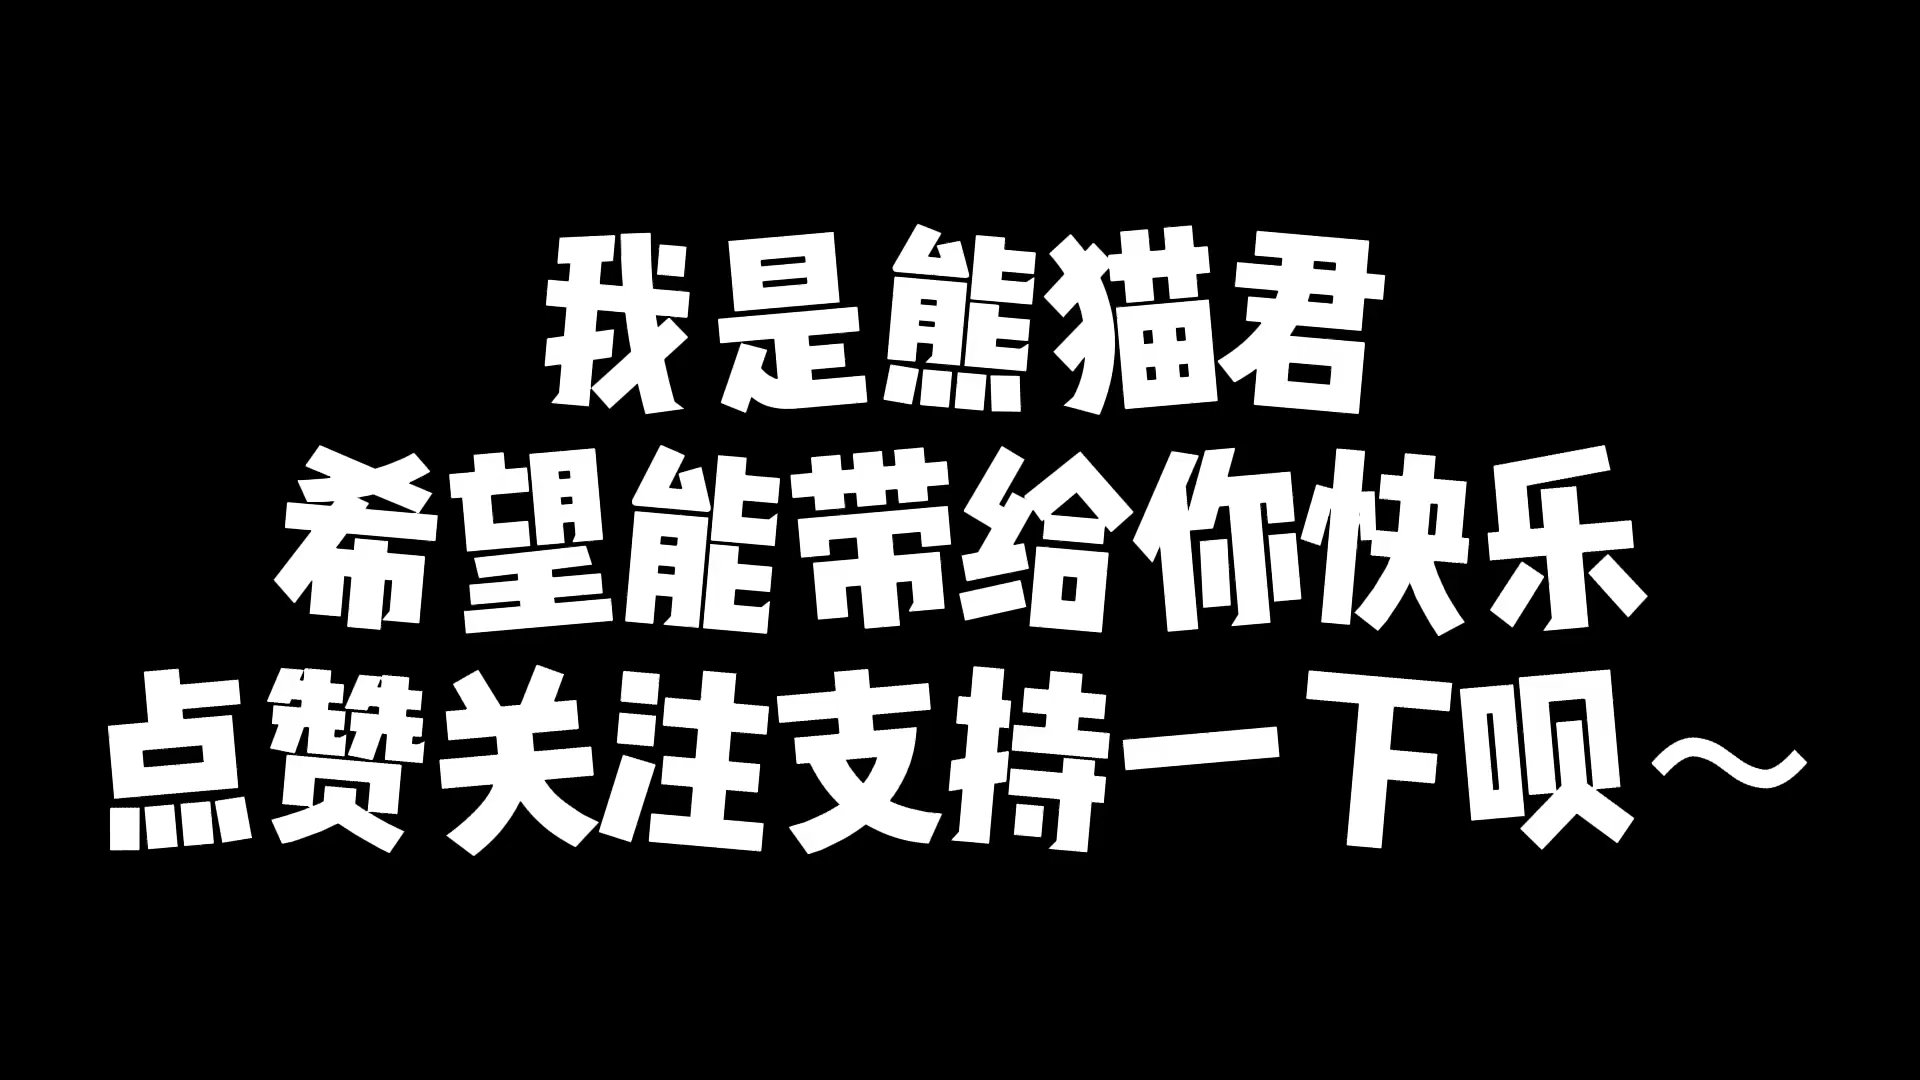 我是熊猫君
希望能带给你快乐
点赞关注支持一下呗～